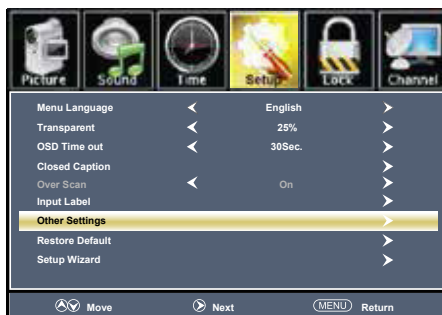 Picture Sound Time Setup Lock Channel
Menu Language English
Transparent 25%
OSD Time out 30Sec.
Closed Caption
Over Scan On
Input Label
Other Settings
Restore Default
Setup Wizard
Move Next MENU Return